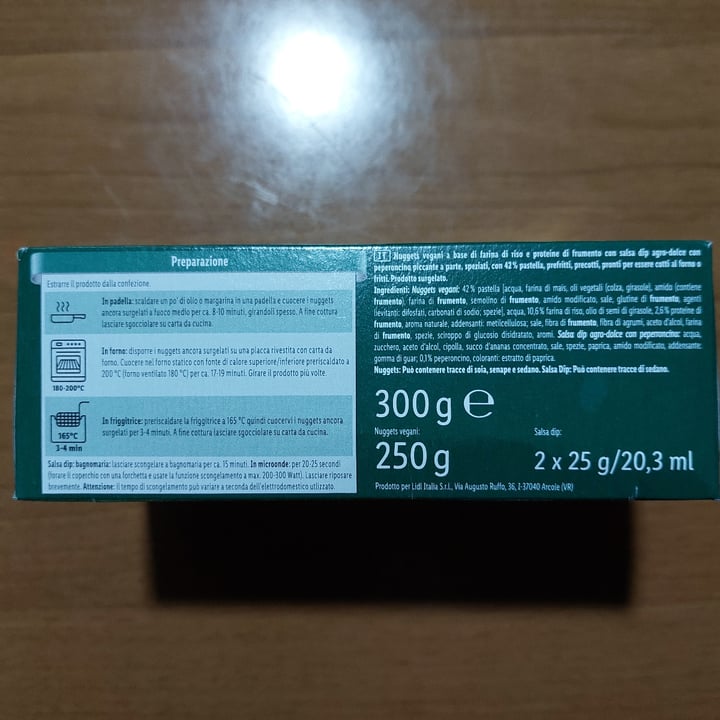 Preparazione
Estrarre il prodotto dalla confezione.
In padella: scaldare un po' di olio o margarina in una padella e cuocere i nuggets
ancora surgelati a fuoco medio per ca. 8-10 minuti, girandoli spesso. A fine cottura
lasciare sgocciolare su carta da cucina.
180-200°C
In forno: disporre i nuggets ancora surgelati su una placca rivestita con carta da
forno. Cuocere nel forno statico con fonte di calore superiore/inferiore preriscaldato a
200 °C (forno ventilato 180 °C) per ca. 17-19 minuti. Girare il prodotto più volte.
165°C
3-4 min
In friggitrice: preriscaldare la friggitrice a 165 °C quindi cuocervi i nuggets ancora
surgelati per 3-4 minuti. A fine cottura lasciare sgocciolare su carta da cucina.
Salsa dip: bagnomaria: lasciare scongelare a bagnomaria per ca. 15 minuti. In microonde: per 20-25 secondi
(forare il coperchio con una forchetta e usare la funzione scongelamento a max. 200-300 Watt). Lasciare riposare
brevemente. Attenzione: il tempo di scongelamento può variare a seconda dell'elettrodomestico utilizzato.
IT Nuggets vegani a base di farina di riso e proteine di frumento con salsa dip agro-dolce con
peperoncino piccante a parte, speziati, con 42% pastella, prefritti, precotti, pronti per essere cotti al forno o
fritti. Prodotto surgelato.
Ingredienti: Nuggets vegani: 42% pastella [acqua, farina di mais, oli vegetali (colza, girasole), amido (contiene
frumento), farina di frumento, semolino di frumento, amido modificato, sale, glutine di frumento, agenti
lievitanti: difosfati, carbonati di sodio; spezie], acqua, 10,6% farina di riso, olio di semi di girasole, 2,6% proteine
di frumento, aroma naturale, addensanti: metilcellulosa; sale, fibra di frumento, fibra di agrumi, aceto d'alcol, farina
di frumento, spezie, sciroppo di glucosio disidratato, aromi. Salsa dip agro-dolce con peperoncino: acqua,
zucchero, aceto d'alcol, cipolla, succo d'ananas concentrato, sale, spezie, paprica, amido modificato, addensante:
gomma di guar; 0,1% peperoncino, coloranti: estratto di paprica.
Nuggets: Può contenere tracce di soia, senape e sedano. Salsa Dip: Può contenere tracce di sedano.
300 g e
Nuggets vegani:
250 g
Salsa dip:
2 x 25 g/20,3 ml
Prodotto per Lidl Italia S.r.l., Via Augusto Ruffo, 36, I-37040 Arcole (VR)